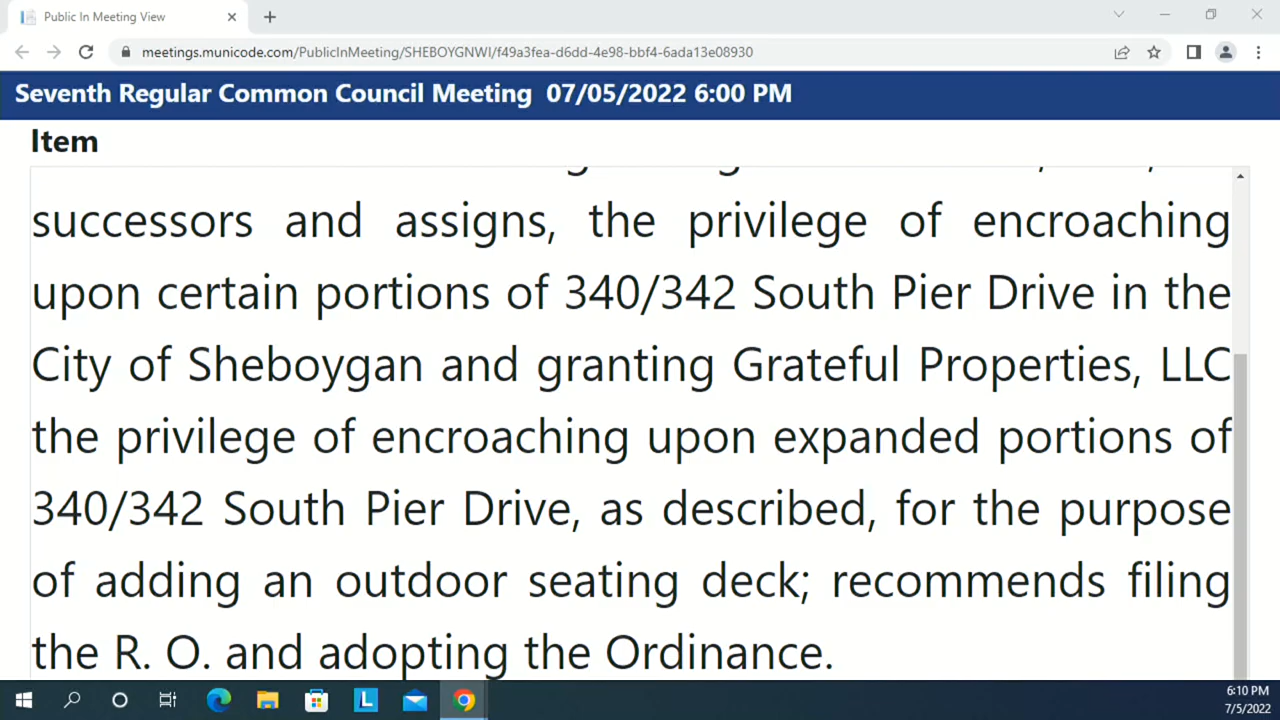 Public In Meeting View
meetings.municode.com/PublicInMeeting/SHEBOYGNWI/f49a3fea-d6dd-4e98-bbf4-6ada13e08930
Seventh Regular Common Council Meeting 07/05/2022 6:00 PM
Item
successors and assigns, the privilege of encroaching
upon certain portions of 340/342 South Pier Drive in the
City of Sheboygan and granting Grateful Properties, LLC
the privilege of encroaching upon expanded portions of
340/342 South Pier Drive, as described, for the purpose
of adding an outdoor seating deck; recommends filing
the R. O. and adopting the Ordinance.
L
6:10 PM
7/5/2022